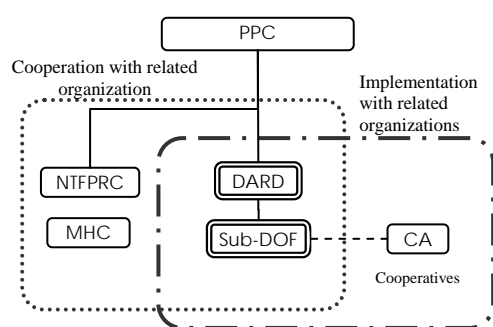 PPC
Cooperation with related
organization
Implementation
with related
organizations
NTFPRC
DARD
MHC
Sub-DOF
CA
Cooperatives